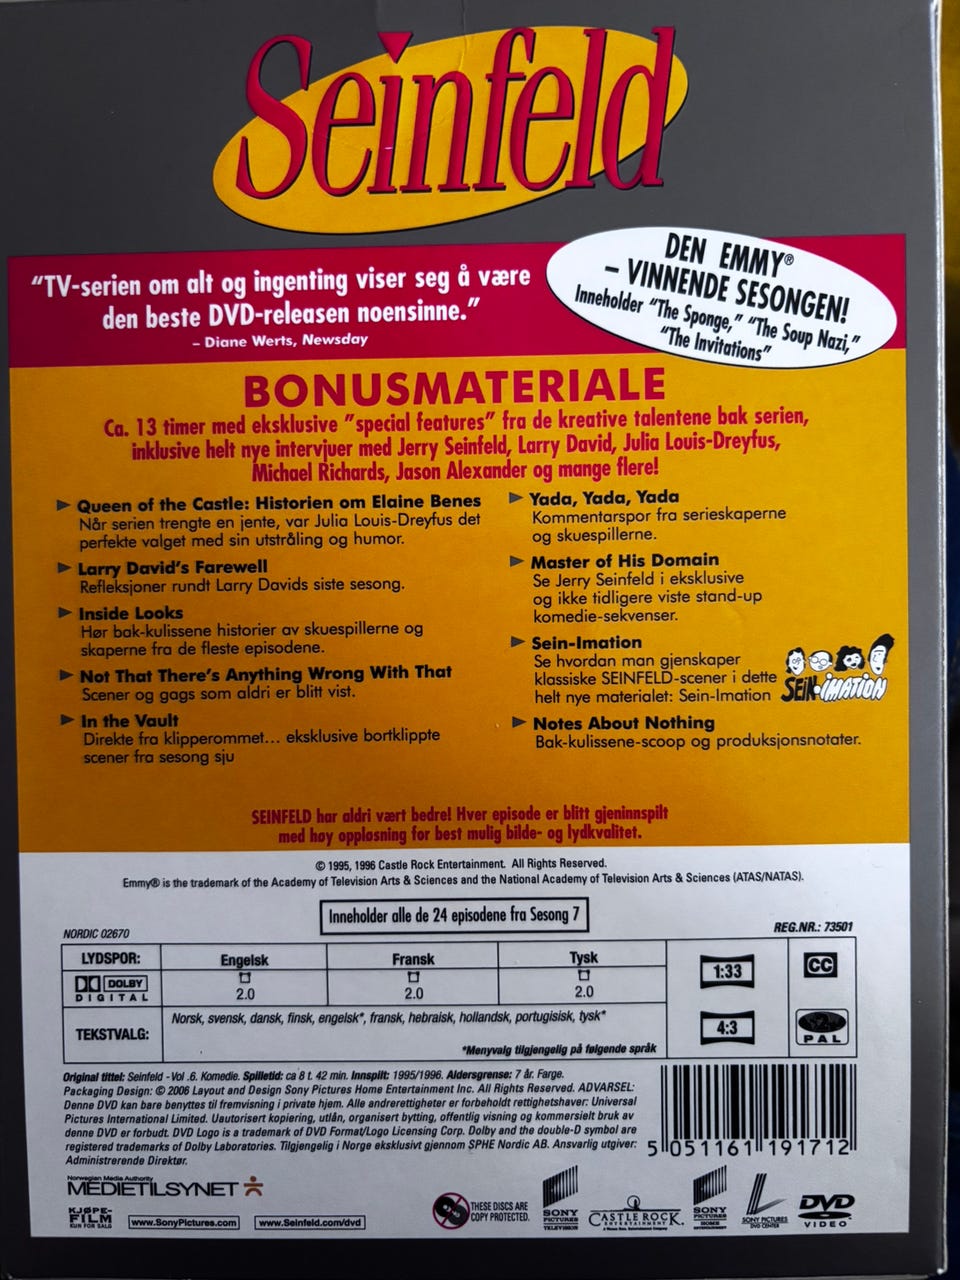 Seinfeld
"TV-serien om alt og ingenting viser seg å være
den beste DVD-releasen noensinne."
– Diane Werts, Newsday
DEN EMMY®
– VINNENDE SESONGEN!
Inneholder "The Sponge," "The Soup Nazi,"
"The Invitations"
BONUSMATERIALE
Ca. 13 timer med eksklusive "special features" fra de kreative talentene bak serien,
inklusive helt nye intervjuer med Jerry Seinfeld, Larry David, Julia Louis-Dreyfus,
Michael Richards, Jason Alexander og mange flere!
Queen of the Castle: Historien om Elaine Benes
Når serien trengte en jente, var Julia Louis-Dreyfus det
perfekte valget med sin utstråling og humor.
Larry David's Farewell
Refleksjoner rundt Larry Davids siste sesong.
Inside Looks
Hør bak-kulissene historier av skuespillerne og
skaperne fra de fleste episodene.
Not That There's Anything Wrong With That
Scener og gags som aldri er blitt vist.
In the Vault
Direkte fra klipperommet... eksklusive bortklippte
scener fra sesong sju
Yada, Yada, Yada
Kommentarspor fra serieskaperne
og skuespillerne.
Master of His Domain
Se Jerry Seinfeld i eksklusive
og ikke tidligere viste stand-up
komedie-sekvenser.
Sein-Imation
Se hvordan man gjenskaper
klassiske SEINFELD-scener i dette
helt nye materialet: Sein-Imation
SEIN-IMATION
Notes About Nothing
Bak-kulissene-scoop og produksjonsnotater.
SEINFELD har aldri vært bedre! Hver episode er blitt gjeninnspilt
med høy oppløsning for best mulig bilde- og lydkvalitet.
© 1995, 1996 Castle Rock Entertainment. All Rights Reserved.
Emmy® is the trademark of the Academy of Television Arts & Sciences and the National Academy of Television Arts & Sciences (ATAS/NATAS).
Inneholder alle de 24 episodene fra Sesong 7
NORDIC 02670
REG.NR.: 73501
LYDSPOR: Engelsk Fransk Tysk
DOLBY
DIGITAL
2.0 2.0 2.0
TEKSTVALG:
Norsk, svensk, dansk, finsk, engelsk*, fransk, hebraisk, hollandsk, portugisisk, tysk*
*Menyvalg tilgjengelig på følgende språk
1:33
CC
4:3
PAL
Original tittel: Seinfeld - Vol .6. Komedie. Spilletid: ca 8 t. 42 min. Innspilt: 1995/1996. Aldersgrense: 7 år. Farge.
Packaging Design: © 2006 Layout and Design Sony Pictures Home Entertainment Inc. All Rights Reserved. ADVARSEL:
Denne DVD kan bare benyttes til fremvisning i private hjem. Alle andrerettigheter er forbeholdt rettighetshaver: Universal
Pictures International Limited. Uautorisert kopiering, utlån, organisert bytting, offentlig visning og kommersielt bruk av
denne DVD er forbudt. DVD Logo is a trademark of DVD Format/Logo Licensing Corp. Dolby and the double-D symbol are
registered trademarks of Dolby Laboratories. Tilgjengelig i Norge eksklusivt gjennom SPHE Nordic AB. Ansvarlig utgiver:
Administrerende Direktør.
5 051161 191712
Norwegian Media Authority
MEDIETILSYNET
KJØPE-
FILM
KUN FOR SALG
www.SonyPictures.com
www.Seinfeld.com/dvd
THESE DISCS ARE
COPY PROTECTED.
SONY
PICTURES
TELEVISION
CASTLE ROCK
ENTERTAINMENT
SONY
PICTURES
HOME
ENTERTAINMENT
SONY PICTURES
DVD CENTER
DVD
VIDEO